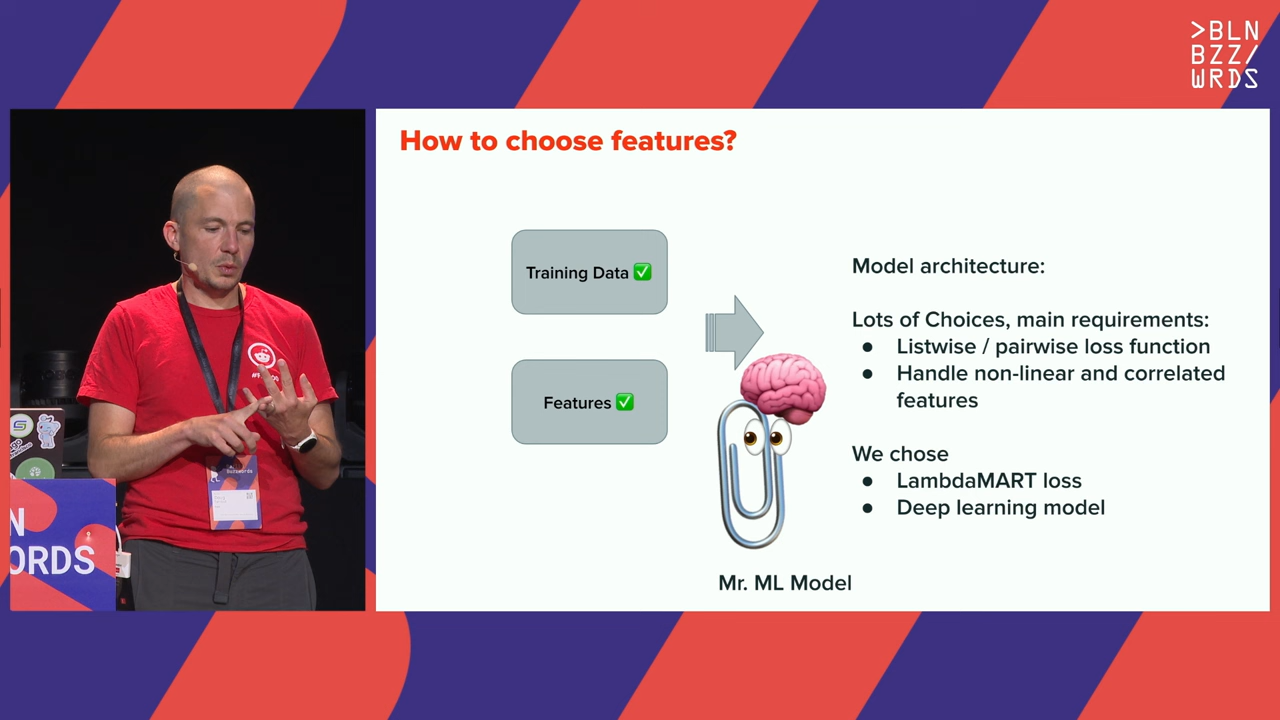 >BLN
BZZ/
WRDS
How to choose features?
Training Data ✅
Features ✅
Model architecture:
Lots of Choices, main requirements:
● Listwise / pairwise loss function
● Handle non-linear and correlated
features
We chose
● LambdaMART loss
● Deep learning model
Mr. ML Model
buzzwords
N
ORDS